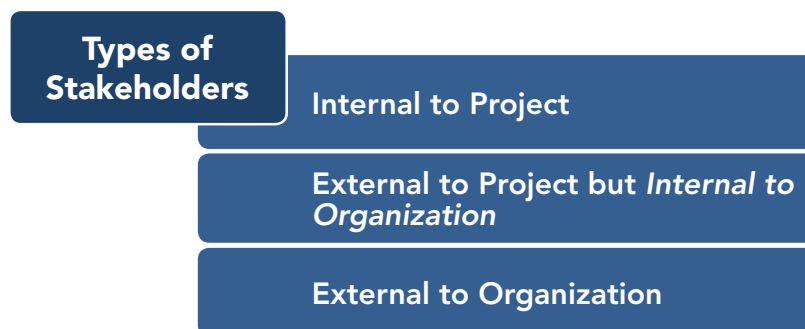 Types of
Stakeholders
Internal to Project
External to Project but Internal to
Organization
External to Organization